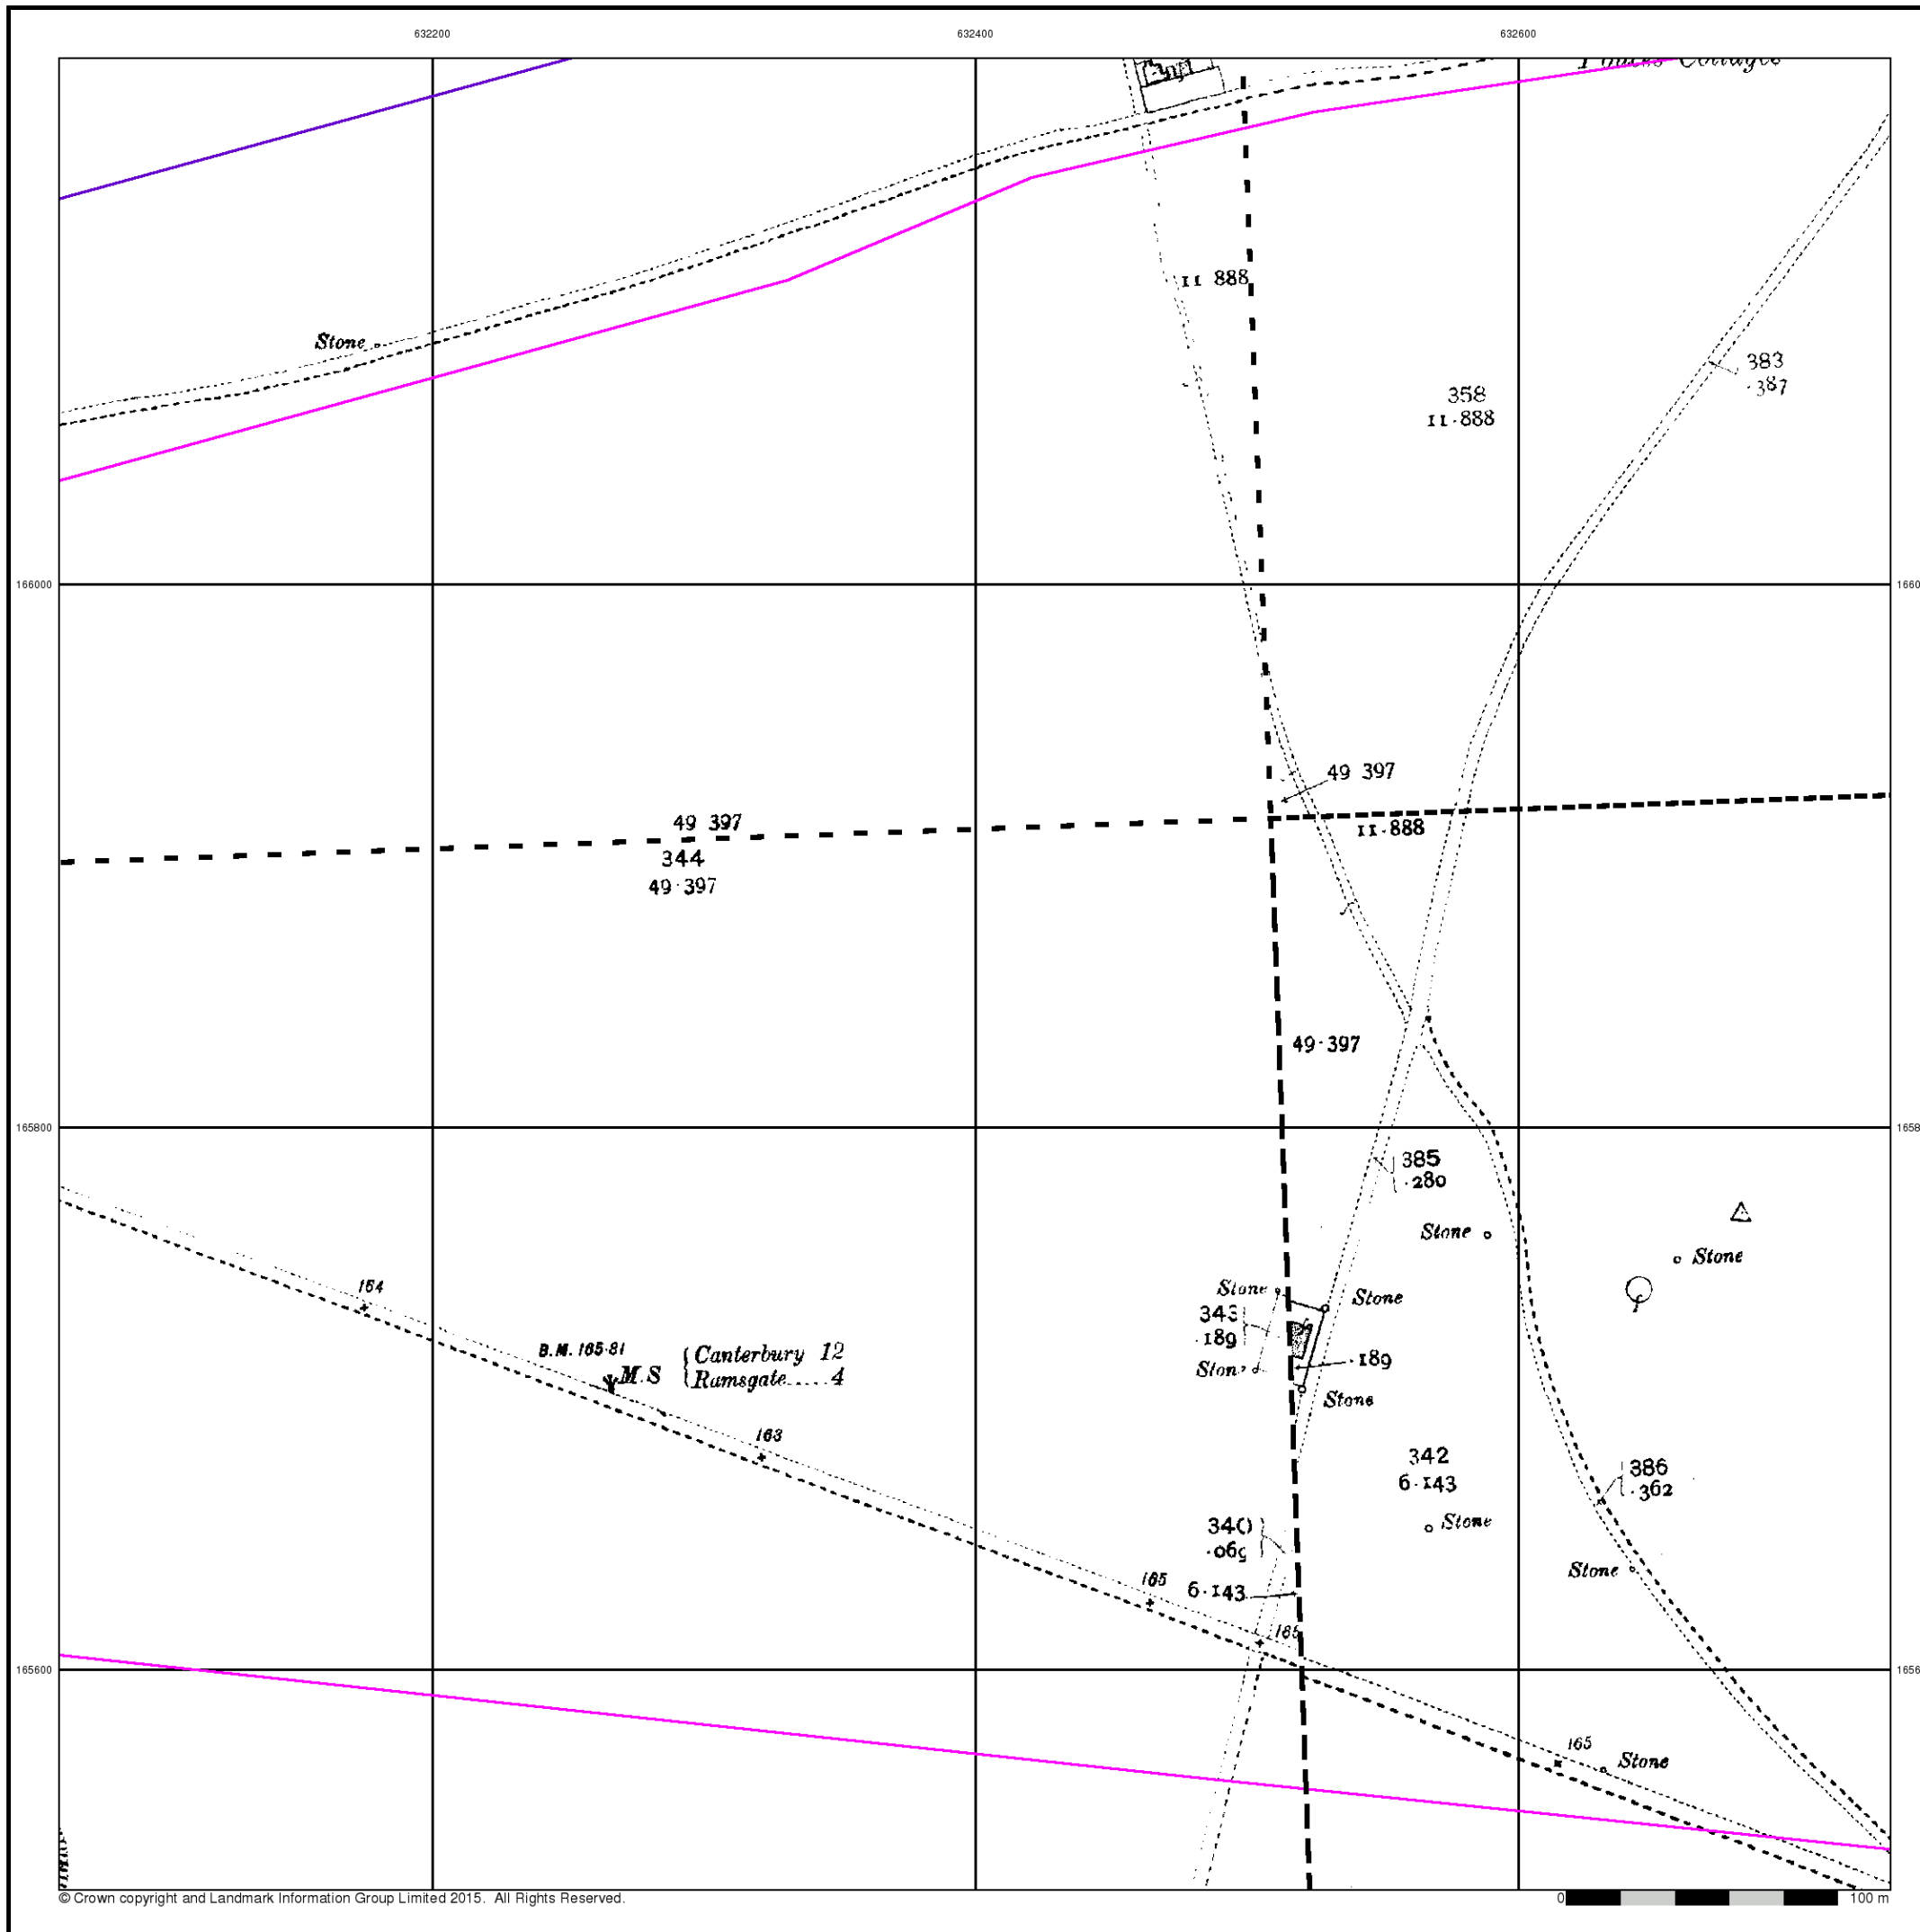 632200
632400
632600
11 888
Stone
383
.387
358
11.888
166000
49 397
49 397
11.888
344
49.397
49.397
165800
385
.280
Stone
Stone
154
Stone
Stone
343
.189
B.M. 165.81
M.S
Canterbury 12
Ramsgate.....4
.189
Stone
163
342
6.143
386
.362
340
Stone
Stone
165
6.143
165
165600
165
Stone
© Crown copyright and Landmark Information Group Limited 2015. All Rights Reserved.
0
100 m